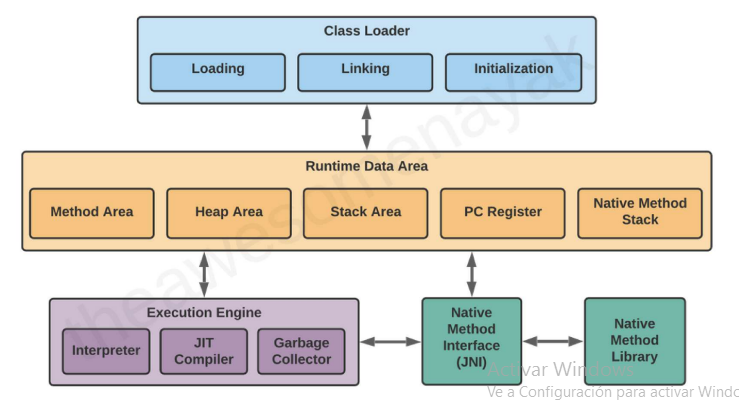 Class Loader
Loading
Linking
Initialization
Runtime Data Area
Method Area
Heap Area
Stack Area
PC Register
Native Method
Stack
Execution Engine
Interpreter
JIT
Compiler
Garbage
Collector
Native
Method
Interface
(JNI)
Native
Method
Library
theawesomenayak
Activar Windows
Ve a Configuración para activar Windc